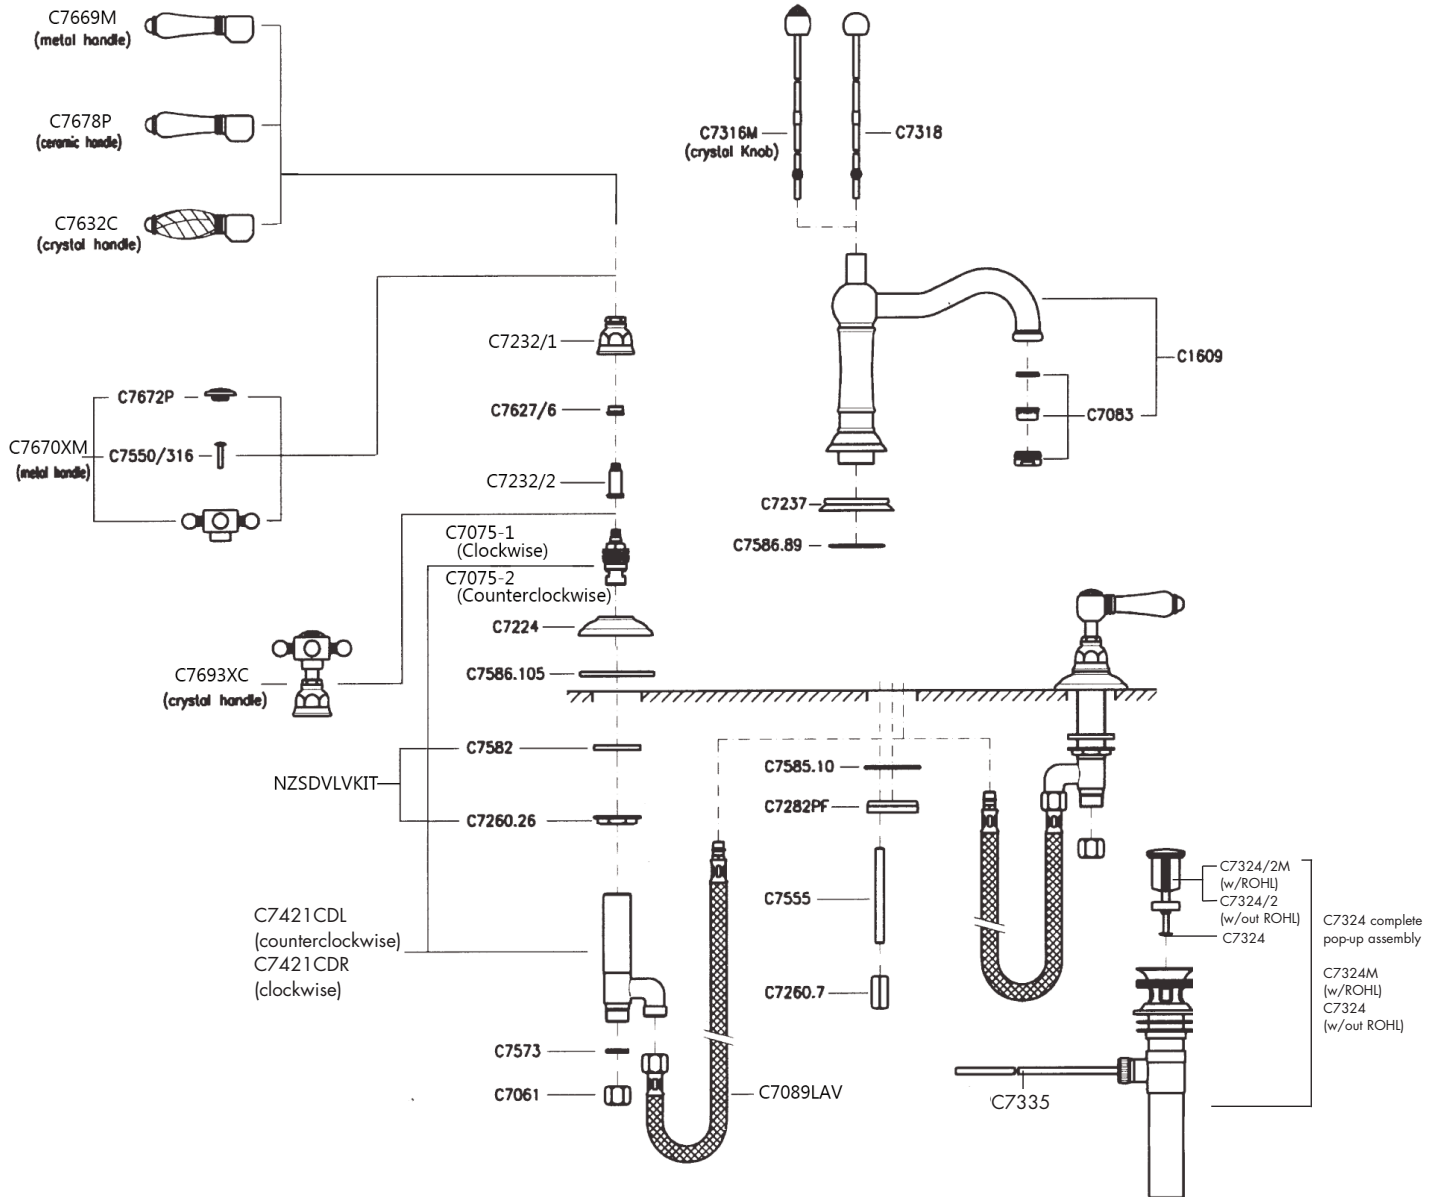 C7669M
(metal handle)
C7678P
(ceramic handle)
C7632C
(crystal handle)
C7316M
(crystal Knob)
C7318
C7232/1
C7627/6
C7232/2
C7672P
C7670XM
(metal handle)
C7550/316
C1609
C7083
C7237
C7586.89
C7075-1
(Clockwise)
C7075-2
(Counterclockwise)
C7224
C7586.105
C7693XC
(crystal handle)
C7582
NZSDVLVKIT
C7260.26
C7585.10
C7282PF
C7555
C7260.7
C7421CDL
(counterclockwise)
C7421CDR
(clockwise)
C7573
C7061
C7089LAV
C7324/2M
(w/ROHL)
C7324/2
(w/out ROHL)
C7324
C7324 complete
pop-up assembly
C7324M
(w/ROHL)
C7324
(w/out ROHL)
C7335